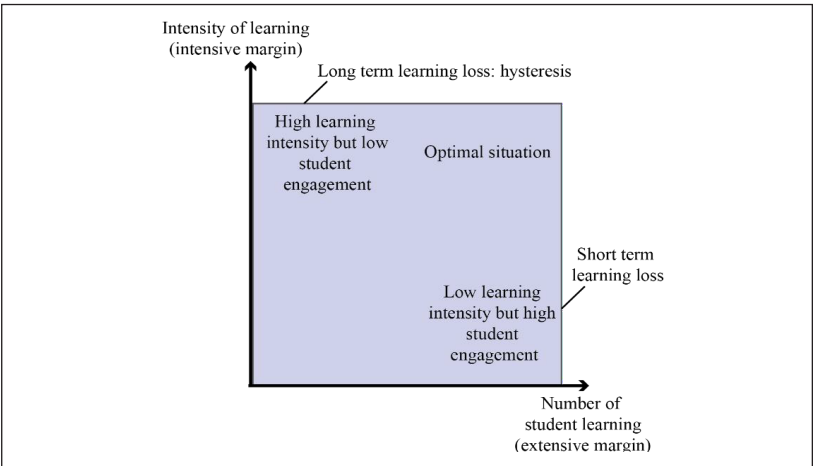 Intensity of learning
(intensive margin)
Long term learning loss: hysteresis
High learning
intensity but low
student
engagement
Optimal situation
Short term
learning loss
Low learning
intensity but high
student
engagement
Number of
student learning
(extensive margin)